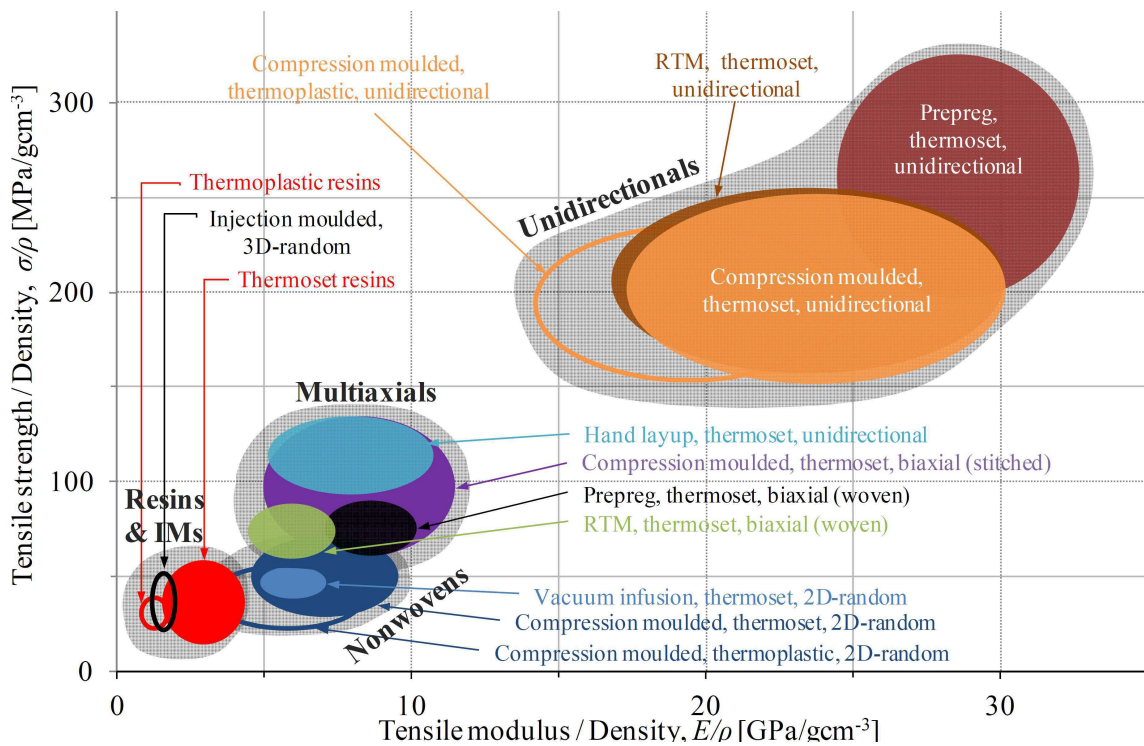 Compression moulded,
thermoplastic, unidirectional
RTM, thermoset,
unidirectional
Prepreg,
thermoset,
unidirectional
Unidirectionals
Thermoplastic resins
Injection moulded,
3D-random
Thermoset resins
Compression moulded,
thermoset, unidirectional
Multiaxials
Hand layup, thermoset, unidirectional
Compression moulded, thermoset, biaxial (stitched)
Prepreg, thermoset, biaxial (woven)
RTM, thermoset, biaxial (woven)
Resins
& IMs
Nonwovens
Vacuum infusion, thermoset, 2D-random
Compression moulded, thermoset, 2D-random
Compression moulded, thermoplastic, 2D-random
Tensile strength / Density, σ/ρ [MPa/gcm⁻³]
300
200
100
0
0
10
20
30
Tensile modulus / Density, E/ρ [GPa/gcm⁻³]